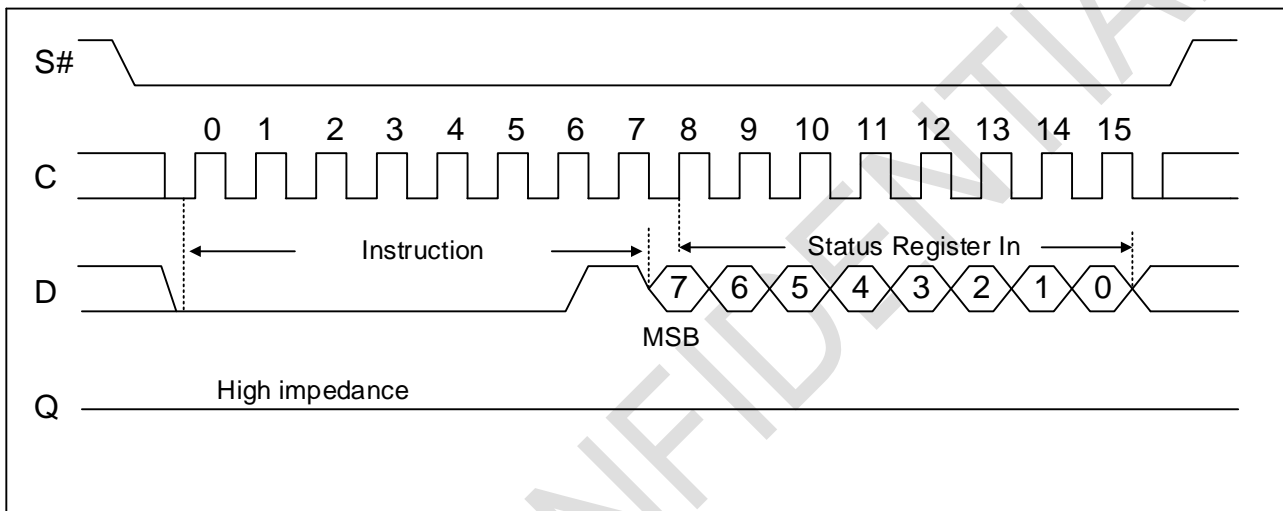 S#
0 1 2 3 4 5 6 7 8 9 10 11 12 13 14 15
C
Instruction Status Register In
D 7 6 5 4 3 2 1 0
MSB
High impedance
Q
NFIDENTIA